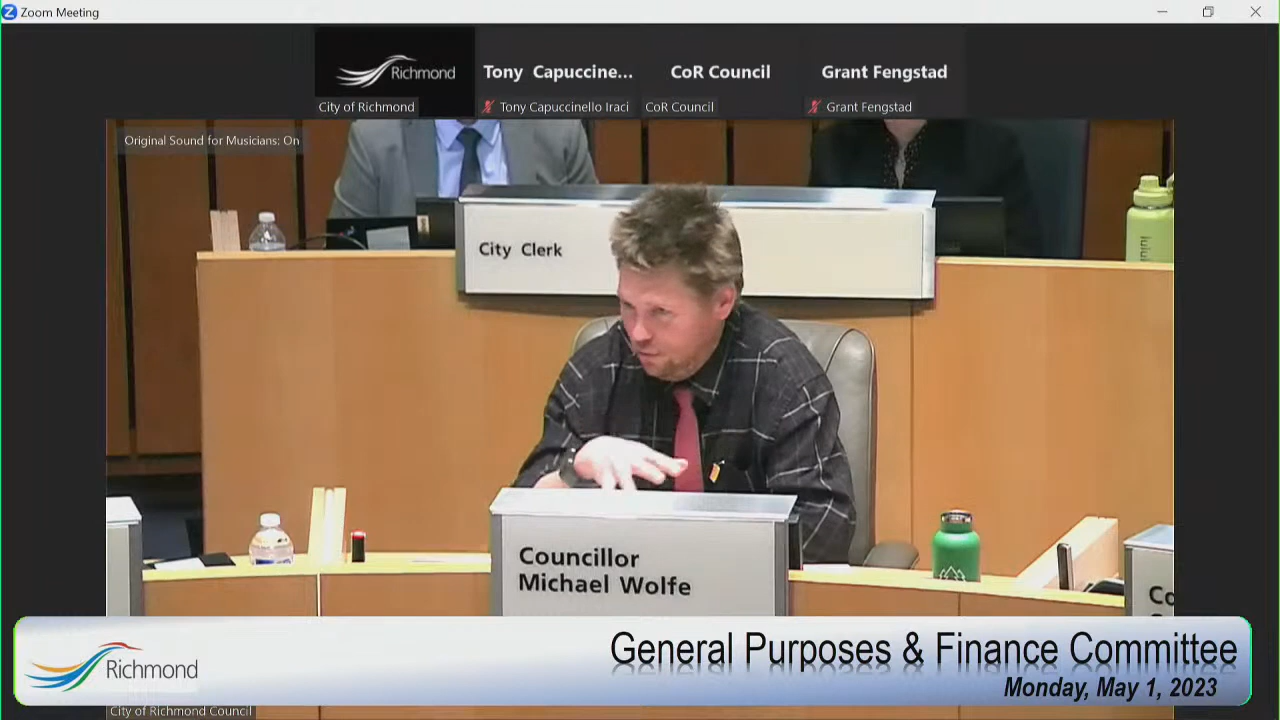 Zoom Meeting
Richmond
Tony Capuccine...
CoR Council
Grant Fengstad
City of Richmond
Tony Capuccinello Iraci
CoR Council
Grant Fengstad
Original Sound for Musicians: On
City Clerk
Councillor
Michael Wolfe
Co
General Purposes & Finance Committee
Richmond
Monday, May 1, 2023
City of Richmond Council